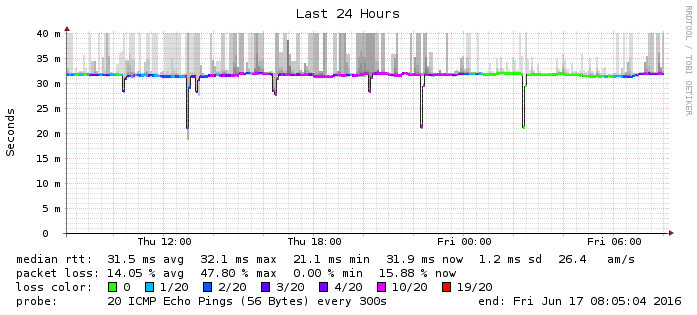 Last 24 Hours
RRDTOOL / TOBI OETIKER
Seconds
40 m
35 m
30 m
25 m
20 m
15 m
10 m
5 m
0
Thu 12:00 Thu 18:00 Fri 00:00 Fri 06:00
median rtt: 31.5 ms avg 32.1 ms max 21.1 ms min 31.9 ms now 1.2 ms sd 26.4 am/s
packet loss: 14.05 % avg 47.80 % max 0.00 % min 15.88 % now
loss color: 0 1/20 2/20 3/20 4/20 10/20 19/20
probe: 20 ICMP Echo Pings (56 Bytes) every 300s end: Fri Jun 17 08:05:04 2016